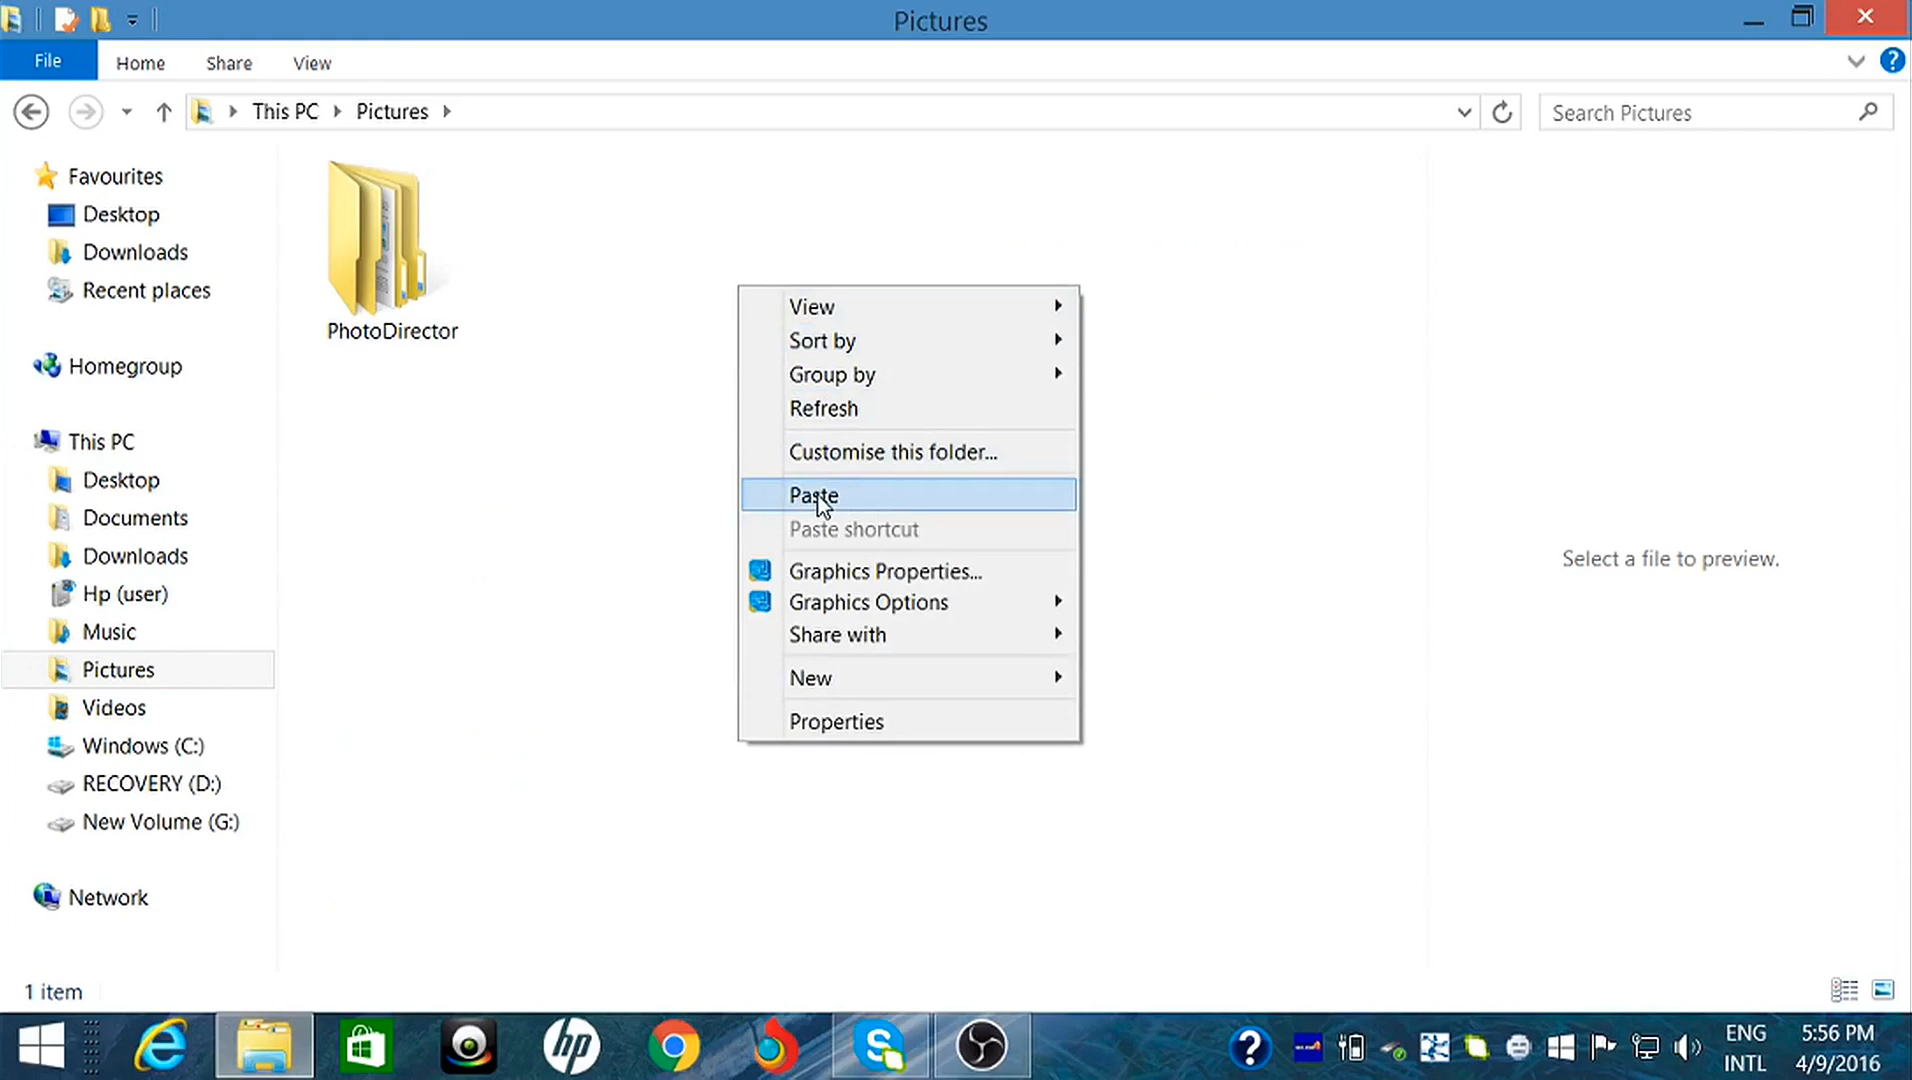 Pictures
File
Home
Share
View
This PC
Pictures
Search Pictures
Favourites
Desktop
Downloads
Recent places
Homegroup
This PC
Desktop
Documents
Downloads
Hp (user)
Music
Pictures
Videos
Windows (C:)
RECOVERY (D:)
New Volume (G:)
Network
PhotoDirector
View
Sort by
Group by
Refresh
Customise this folder...
Paste
Paste shortcut
Graphics Properties...
Graphics Options
Share with
New
Properties
Select a file to preview.
1 item
hp
ENG
INTL
5:56 PM
4/9/2016